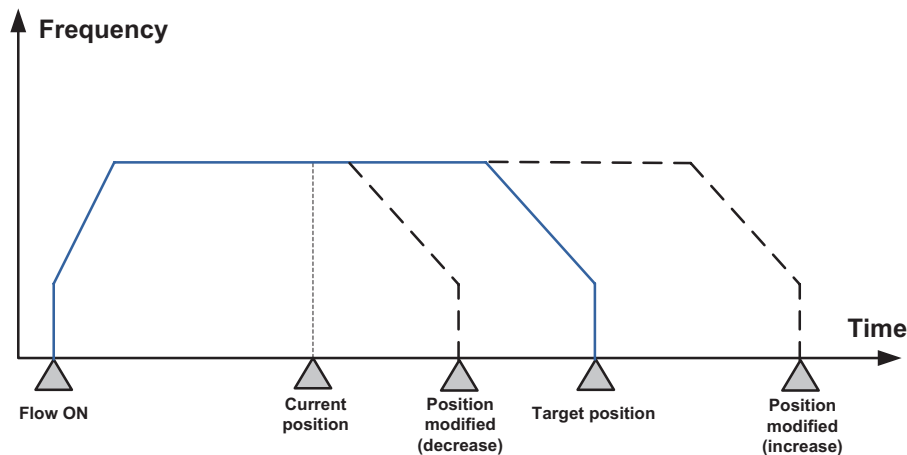 Frequency
Time
Flow ON
Current
position
Position
modified
(decrease)
Target position
Position
modified
(increase)